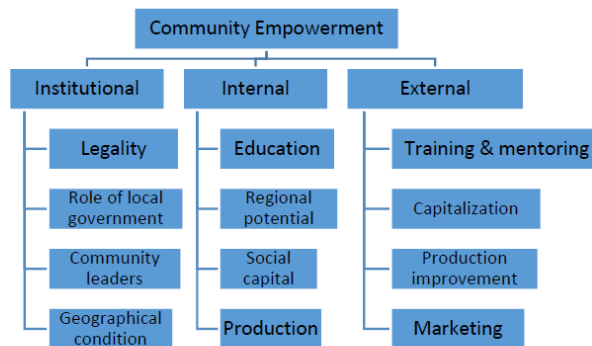 Community Empowerment
Institutional
Internal
External
Legality
Education
Training & mentoring
Role of local
government
Regional
potential
Capitalization
Community
leaders
Social
capital
Production
improvement
Geographical
condition
Production
Marketing